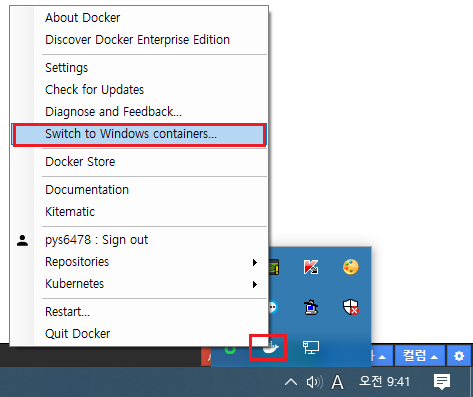 About Docker
Discover Docker Enterprise Edition
Settings
Check for Updates
Diagnose and Feedback...
Switch to Windows containers...
Docker Store
Documentation
Kitematic
pys6478 : Sign out
Repositories
Kubernetes
Restart...
Quit Docker
컬럼
A 오전 9:41